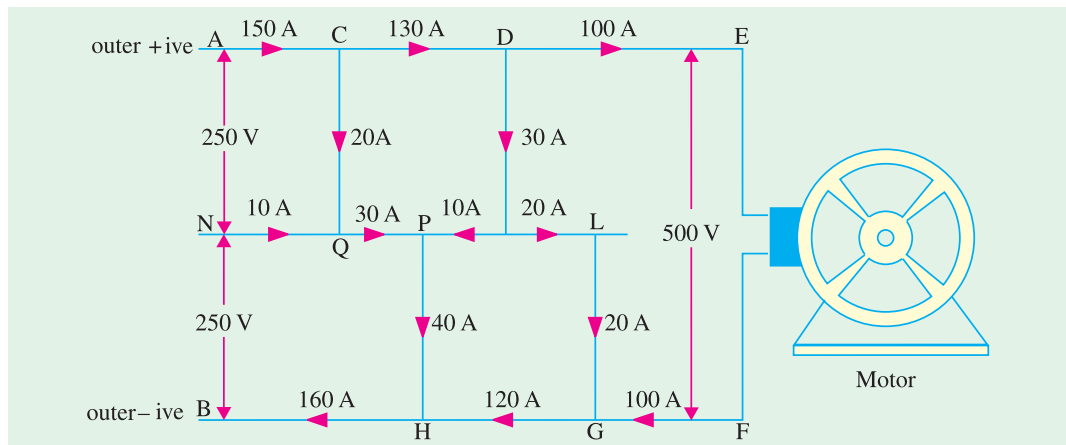 150 A 130 A 100 A
outer +ive A C D E
250 V 20A 30 A
N 10 A 30 A P 10A 20 A L
Q 500 V
250 V 40 A 20 A
Motor
outer– ive B 160 A 120 A 100 A
H G F